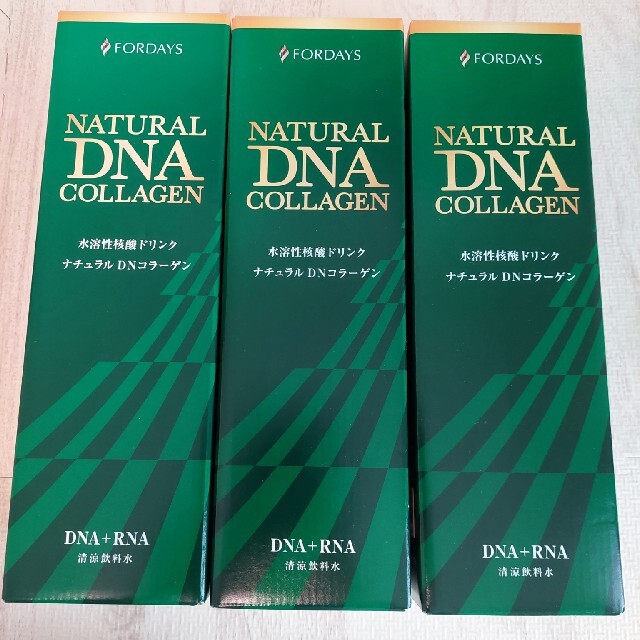 FORDAYS
NATURAL
DNA
COLLAGEN
水溶性核酸ドリンク
ナチュラル DNコラーゲン
DNA+RNA
清涼飲料水
FORDAYS
NATURAL
DNA
COLLAGEN
水溶性核酸ドリンク
ナチュラル DNコラーゲン
DNA+RNA
清涼飲料水
FORDAYS
NATURAL
DNA
COLLAGEN
水溶性核酸ドリンク
ナチュラル DNコラーゲン
DNA+RNA
清涼飲料水